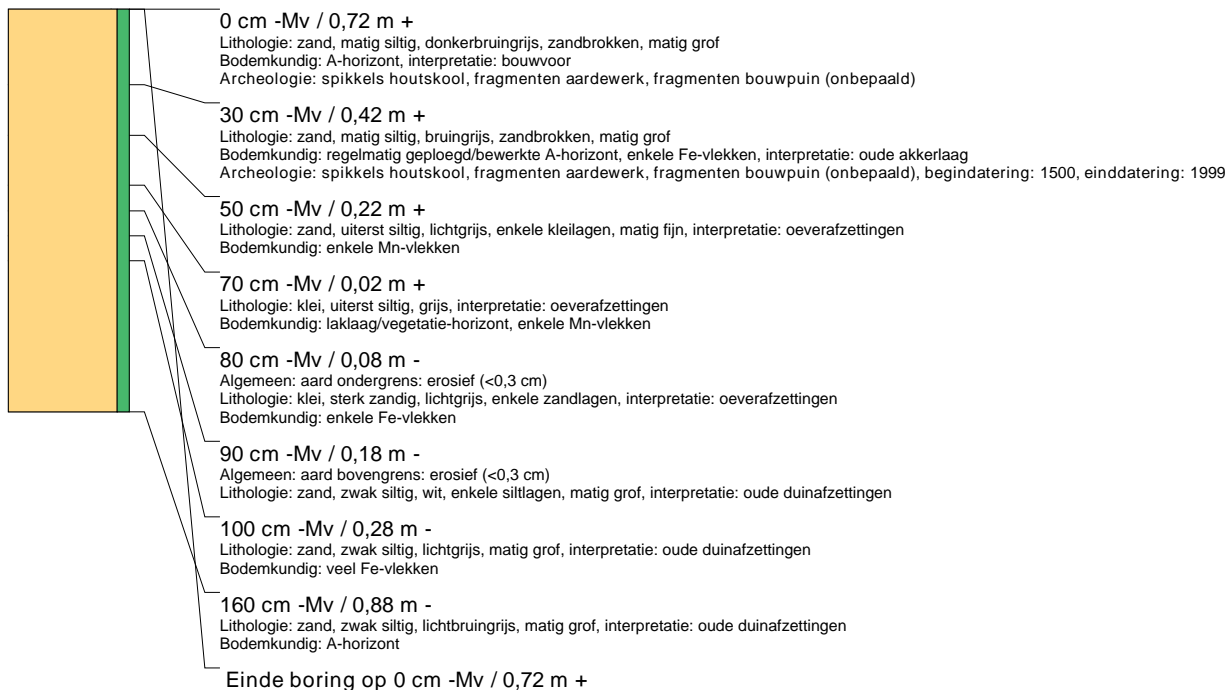 0 cm -Mv / 0,72 m +
Lithologie: zand, matig siltig, donkerbruingrijs, zandbrokken, matig grof
Bodemkundig: A-horizont, interpretatie: bouwvoor
Archeologie: spikkels houtskool, fragmenten aardewerk, fragmenten bouwpuin (onbepaald)
30 cm -Mv / 0,42 m +
Lithologie: zand, matig siltig, bruingrijs, zandbrokken, matig grof
Bodemkundig: regelmatig geploegd/bewerkte A-horizont, enkele Fe-vlekken, interpretatie: oude akkerlaag
Archeologie: spikkels houtskool, fragmenten aardewerk, fragmenten bouwpuin (onbepaald), begindatering: 1500, einddatering: 1999
50 cm -Mv / 0,22 m +
Lithologie: zand, uiterst siltig, lichtgrijs, enkele kleilagen, matig fijn, interpretatie: oeverafzettingen
Bodemkundig: enkele Mn-vlekken
70 cm -Mv / 0,02 m +
Lithologie: klei, uiterst siltig, grijs, interpretatie: oeverafzettingen
Bodemkundig: laklaag/vegetatie-horizont, enkele Mn-vlekken
80 cm -Mv / 0,08 m -
Algemeen: aard ondergrens: erosief (<0,3 cm)
Lithologie: klei, sterk zandig, lichtgrijs, enkele zandlagen, interpretatie: oeverafzettingen
Bodemkundig: enkele Fe-vlekken
90 cm -Mv / 0,18 m -
Algemeen: aard bovengrens: erosief (<0,3 cm)
Lithologie: zand, zwak siltig, wit, enkele siltlagen, matig grof, interpretatie: oude duinafzettingen
100 cm -Mv / 0,28 m -
Lithologie: zand, zwak siltig, lichtgrijs, matig grof, interpretatie: oude duinafzettingen
Bodemkundig: veel Fe-vlekken
160 cm -Mv / 0,88 m -
Lithologie: zand, zwak siltig, lichtbruingrijs, matig grof, interpretatie: oude duinafzettingen
Bodemkundig: A-horizont
Einde boring op 0 cm -Mv / 0,72 m +